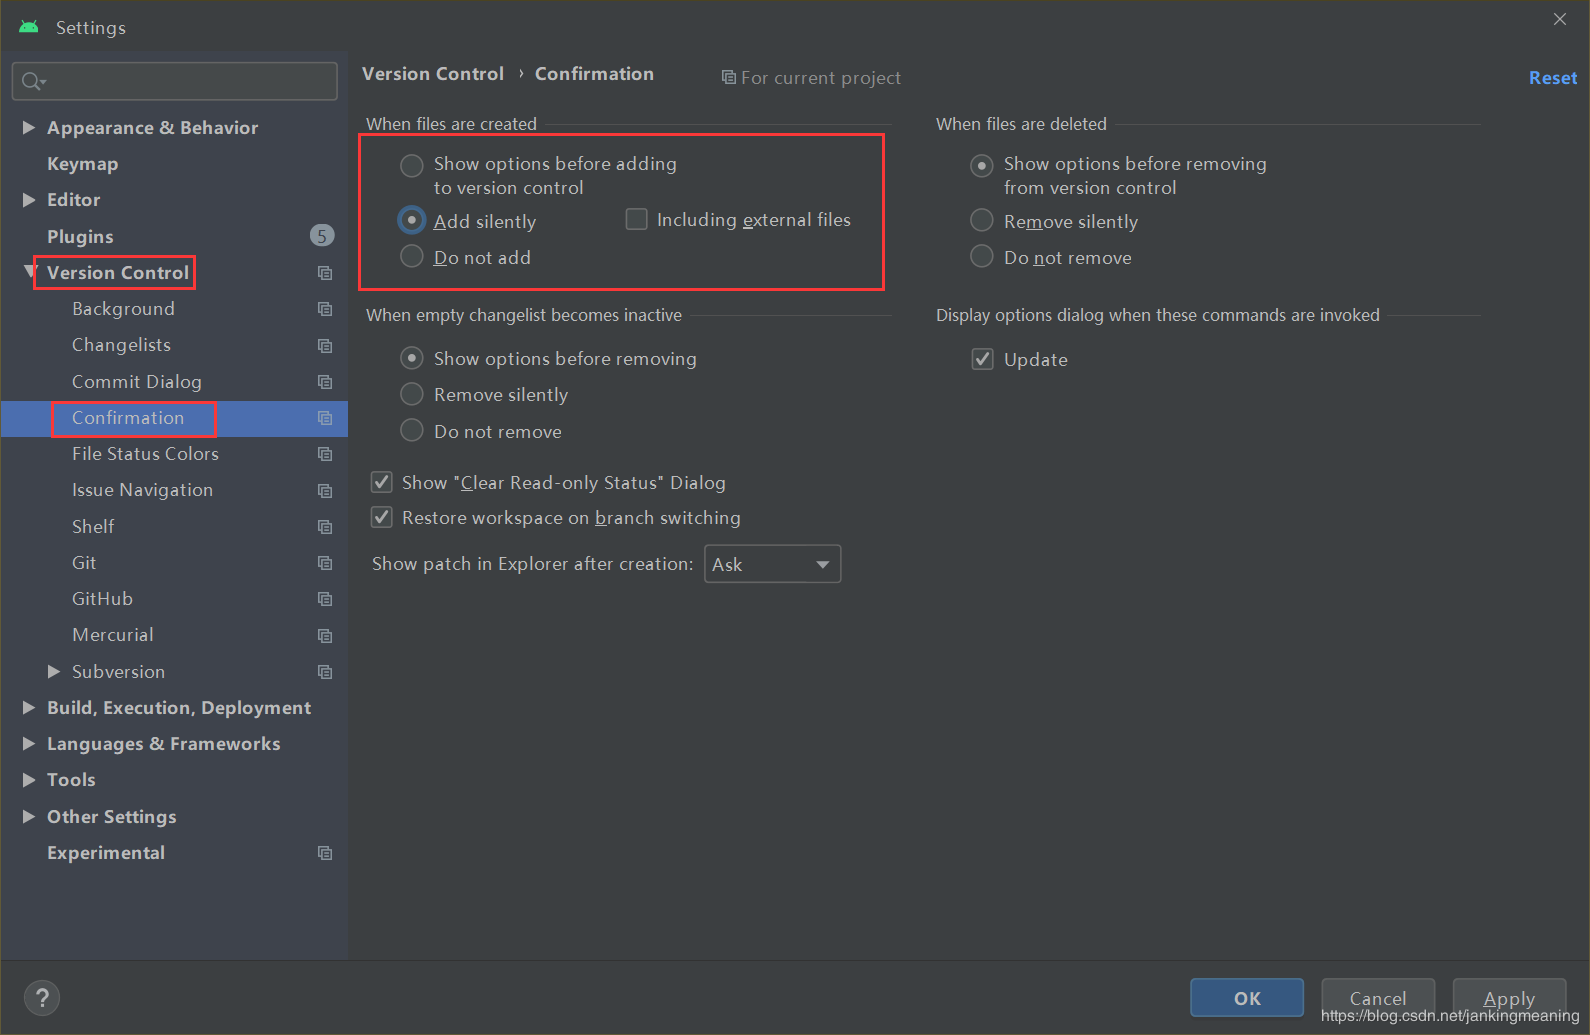 Settings
Appearance & Behavior
Keymap
Editor
Plugins
5
Version Control
Background
Changelists
Commit Dialog
Confirmation
File Status Colors
Issue Navigation
Shelf
Git
GitHub
Mercurial
Subversion
Build, Execution, Deployment
Languages & Frameworks
Tools
Other Settings
Experimental
Version Control › Confirmation
For current project
Reset
When files are created
Show options before adding
to version control
Add silently
Including external files
Do not add
When files are deleted
Show options before removing
from version control
Remove silently
Do not remove
When empty changelist becomes inactive
Show options before removing
Remove silently
Do not remove
Display options dialog when these commands are invoked
Update
Show "Clear Read-only Status" Dialog
Restore workspace on branch switching
Show patch in Explorer after creation: Ask
?
OK
Cancel
Apply
https://blog.csdn.net/jankingmeaning